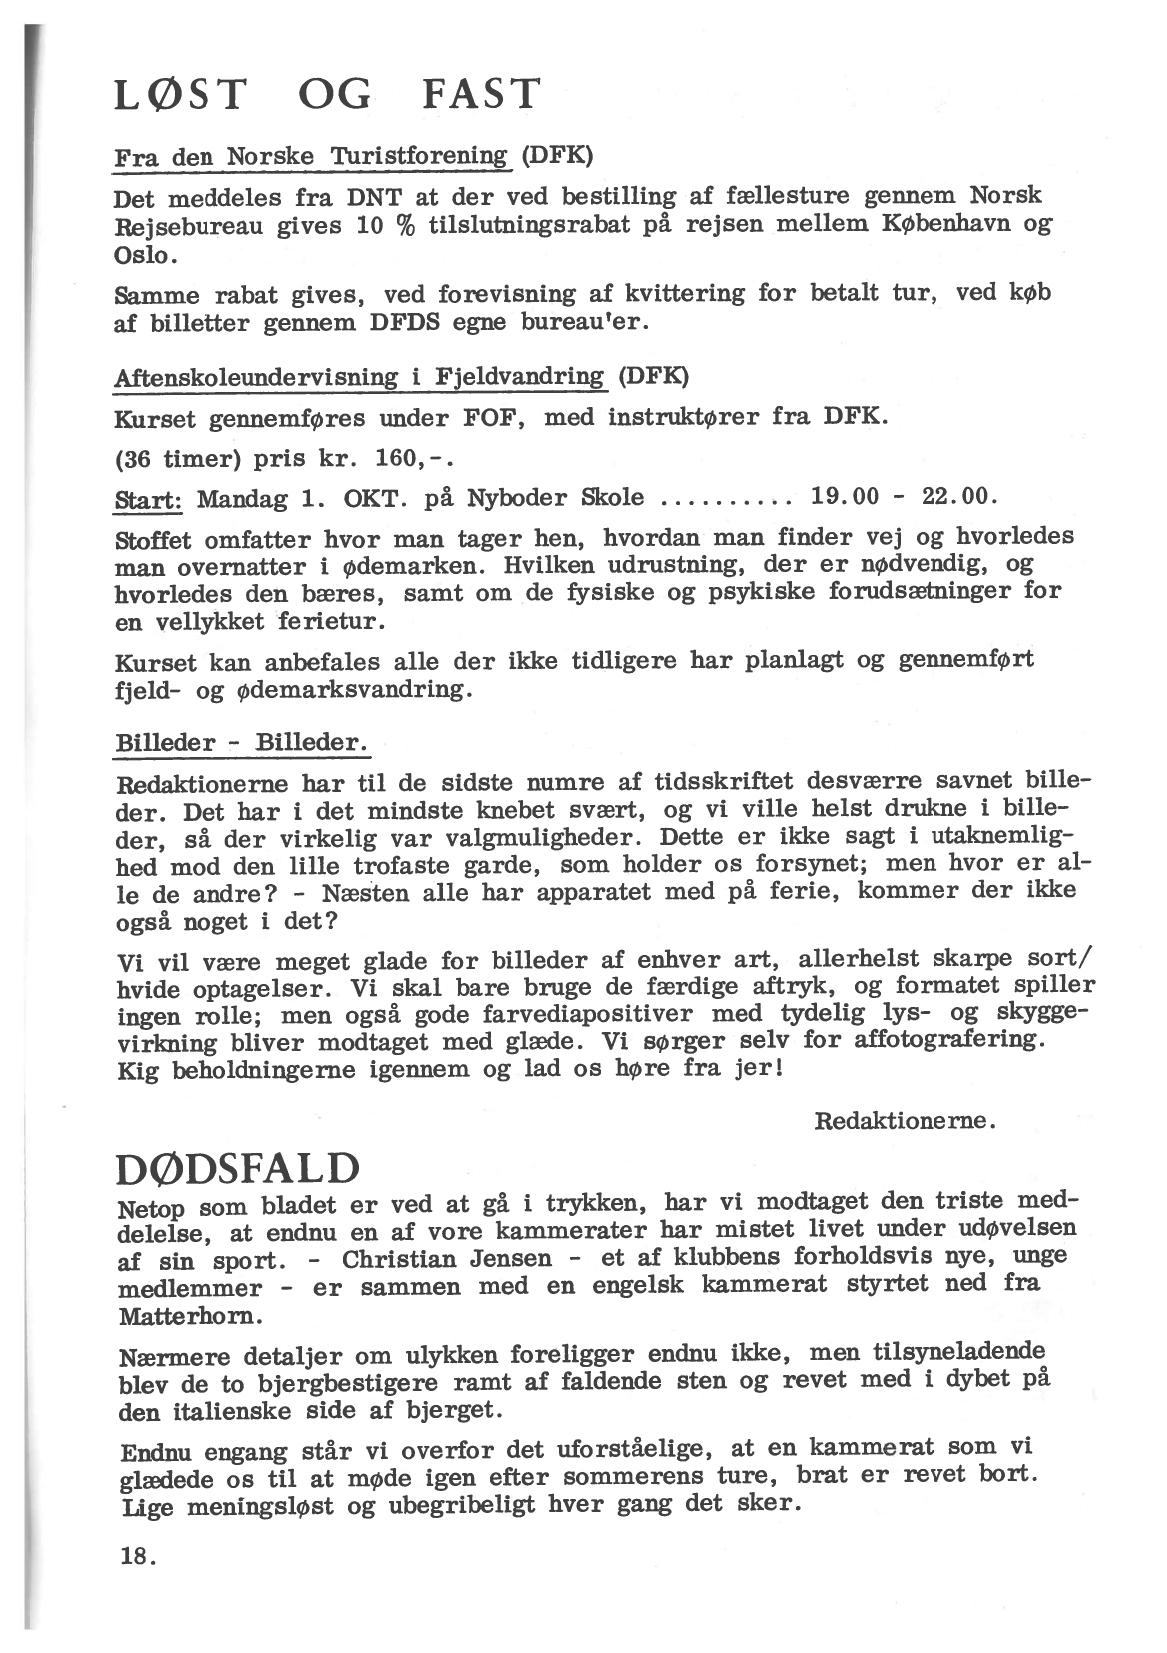 LØST OG FAST
Fra den Norske Turistforening (DFK)
Det meddeles fra DNT at der ved bestilling af fællesture gennem Norsk
Rejsebureau gives 10 % tilslutningsrabat på rejsen mellem København og
Oslo.
Samme rabat gives, ved forevisning af kvittering for betalt tur, ved køb
af billetter gennem DFDS egne bureau'er.
Aftenskoleundervisning i Fjeldvandring (DFK)
Kurset gennemføres under FOF, med instruktører fra DFK.
(36 timer) pris kr. 160,-.
Start: Mandag 1. OKT. på Nyboder Skole .......... 19.00 - 22.00.
Stoffet omfatter hvor man tager hen, hvordan man finder vej og hvorledes
man overnatter i ødemarken. Hvilken udrustning, der er nødvendig, og
hvorledes den bæres, samt om de fysiske og psykiske forudsætninger for
en vellykket ferietur.
Kurset kan anbefales alle der ikke tidligere har planlagt og gennemført
fjeld- og ødemarksvandring.
Billeder - Billeder.
Redaktionerne har til de sidste numre af tidsskriftet desværre savnet bille-
der. Det har i det mindste knebet svært, og vi ville helst drukne i bille-
der, så der virkelig var valgmuligheder. Dette er ikke sagt i utaknemlig-
hed mod den lille trofaste garde, som holder os forsynet; men hvor er al-
le de andre? - Næsten alle har apparatet med på ferie, kommer der ikke
også noget i det?
Vi vil være meget glade for billeder af enhver art, allerhelst skarpe sort/
hvide optagelser. Vi skal bare bruge de færdige aftryk, og formatet spiller
ingen rolle; men også gode farvediapositiver med tydelig lys- og skygge-
virkning bliver modtaget med glæde. Vi sørger selv for affotografering.
Kig beholdningerne igennem og lad os høre fra jer!
Redaktionerne.
DØDSFALD
Netop som bladet er ved at gå i trykken, har vi modtaget den triste med-
delelse, at endnu en af vore kammerater har mistet livet under udøvelsen
af sin sport. - Christian Jensen - et af klubbens forholdsvis nye, unge
medlemmer - er sammen med en engelsk kammerat styrtet ned fra
Matterhorn.
Nærmere detaljer om ulykken foreligger endnu ikke, men tilsyneladende
blev de to bjergbestigere ramt af faldende sten og revet med i dybet på
den italienske side af bjerget.
Endnu engang står vi overfor det uforståelige, at en kammerat som vi
glædede os til at møde igen efter sommerens ture, brat er revet bort.
Lige meningsløst og ubegribeligt hver gang det sker.
18.